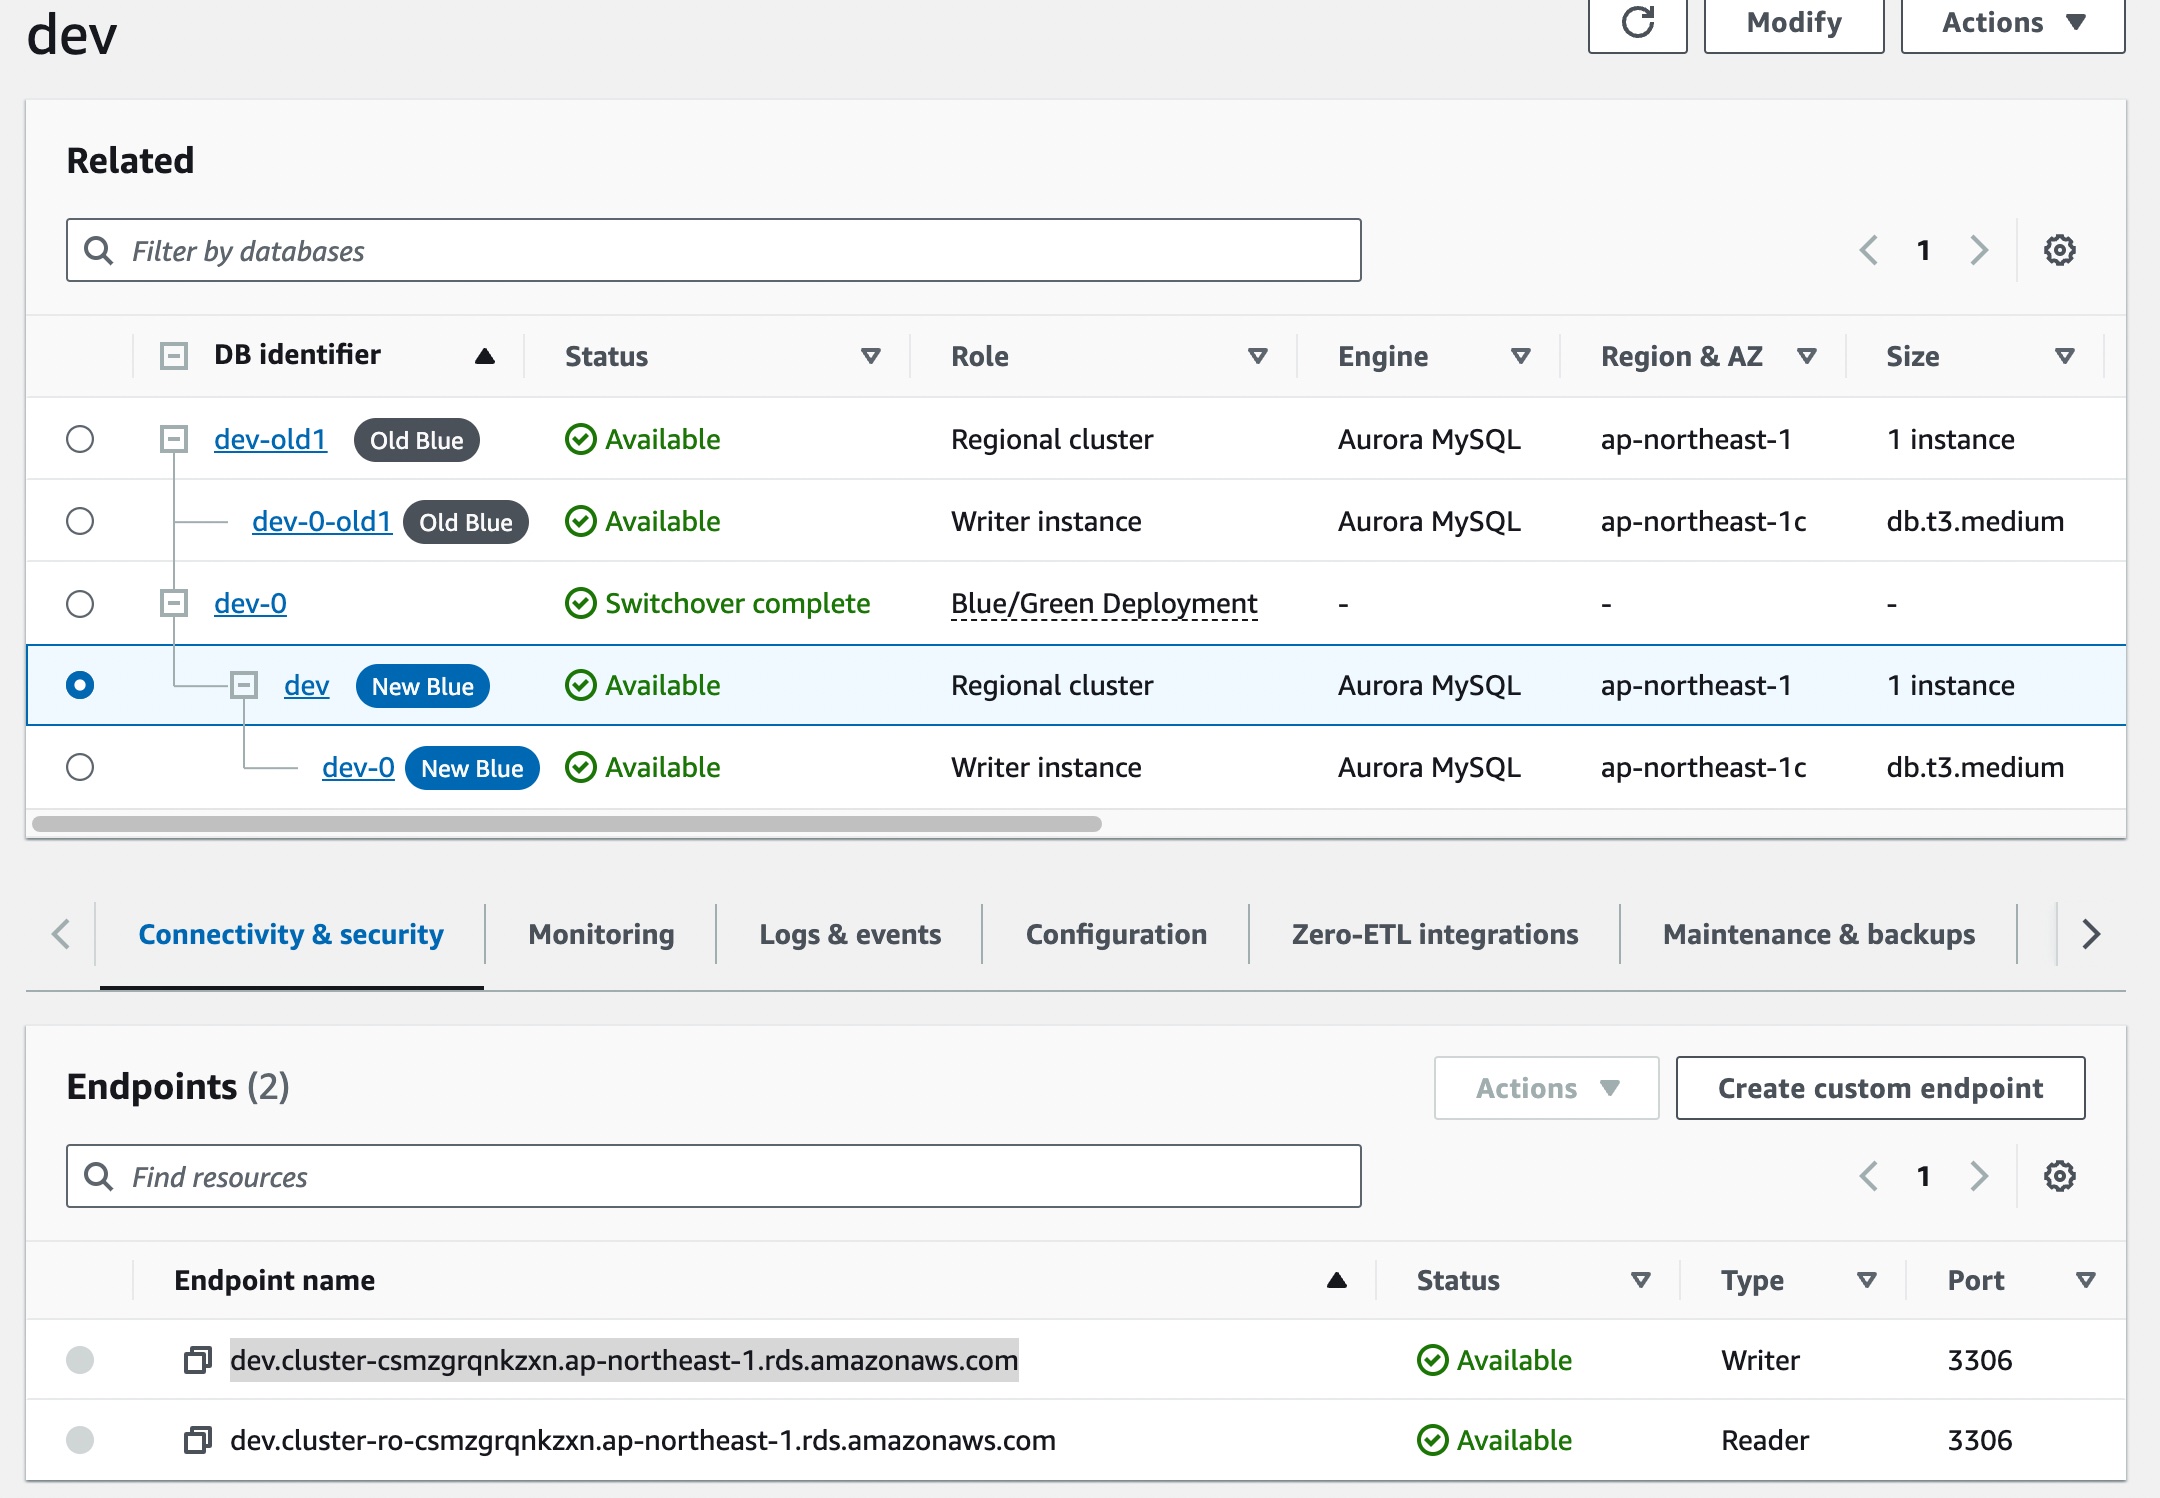 dev
Modify
Actions
Related
Filter by databases
1
DB identifier Status Role Engine Region & AZ Size
dev-old1 Old Blue Available Regional cluster Aurora MySQL ap-northeast-1 1 instance
dev-0-old1 Old Blue Available Writer instance Aurora MySQL ap-northeast-1c db.t3.medium
dev-0 Switchover complete Blue/Green Deployment - - -
dev New Blue Available Regional cluster Aurora MySQL ap-northeast-1 1 instance
dev-0 New Blue Available Writer instance Aurora MySQL ap-northeast-1c db.t3.medium
Connectivity & security Monitoring Logs & events Configuration Zero-ETL integrations Maintenance & backups
Endpoints (2)
Actions
Create custom endpoint
Find resources
1
Endpoint name Status Type Port
dev.cluster-csmzgrqnkzxn.ap-northeast-1.rds.amazonaws.com Available Writer 3306
dev.cluster-ro-csmzgrqnkzxn.ap-northeast-1.rds.amazonaws.com Available Reader 3306